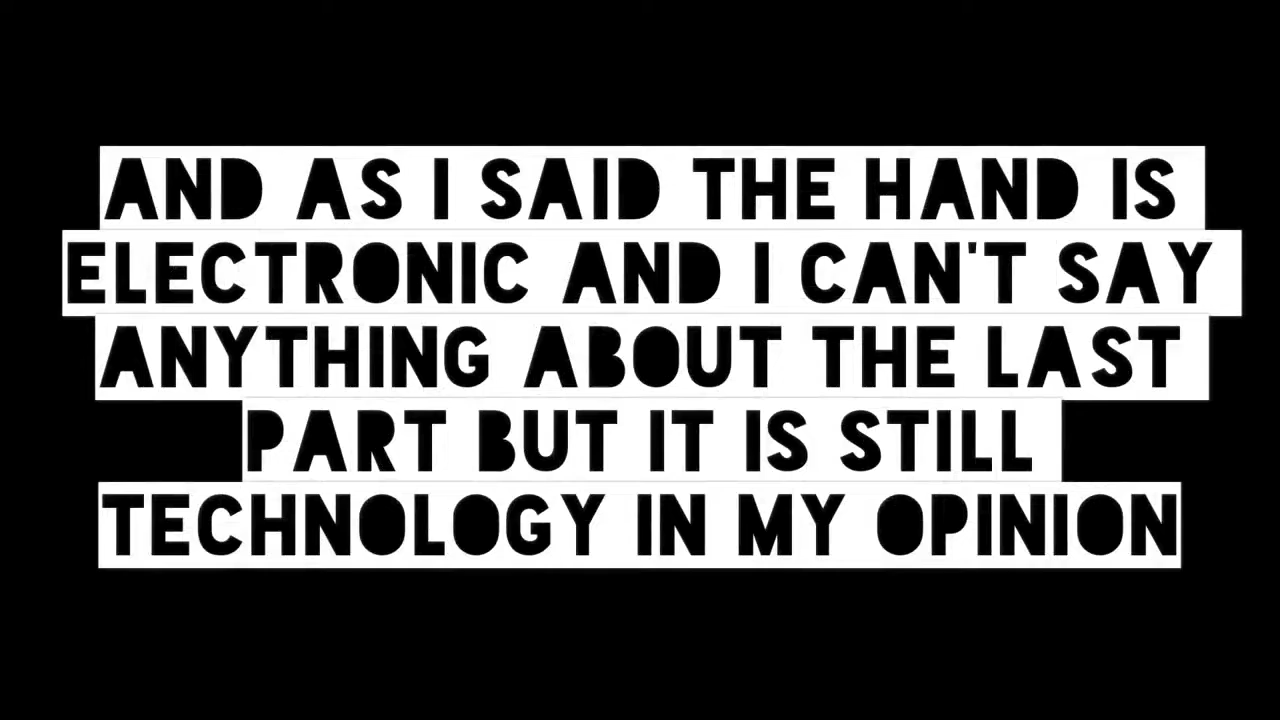 AND AS I SAID THE HAND IS
ELECTRONIC AND I CAN'T SAY
ANYTHING ABOUT THE LAST
PART BUT IT IS STILL
TECHNOLOGY IN MY OPINION